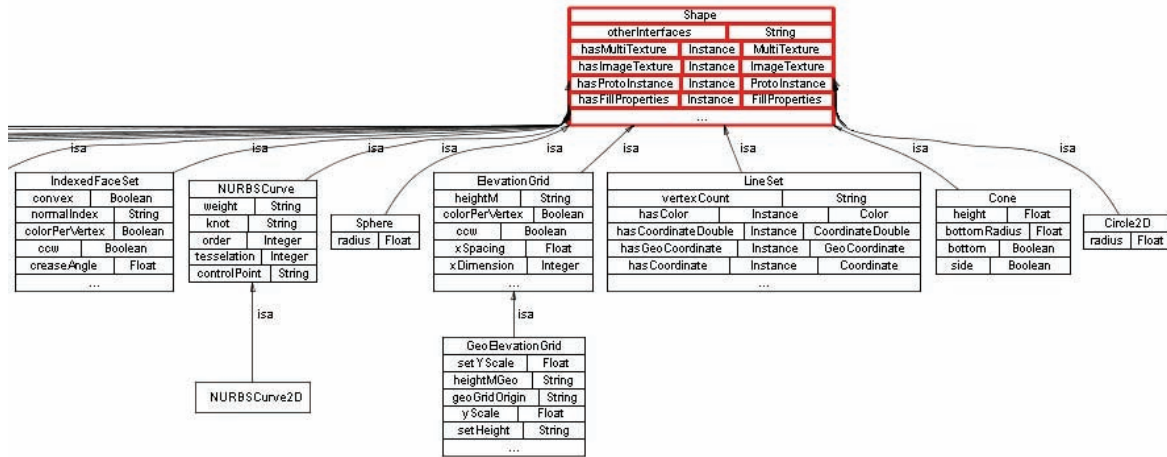 Shape
otherInterfaces String
hasMultiTexture Instance MultiTexture
hasImageTexture Instance ImageTexture
hasProtoInstance Instance ProtoInstance
hasFillProperties Instance FillProperties
...
isa isa isa isa isa isa isa isa
IndexedFaceSet
convex Boolean
normalIndex String
colorPerVertex Boolean
ccw Boolean
creaseAngle Float
...
NURBSCurve
weight String
knot String
order Integer
tesselation Integer
controlPoint String
Sphere
radius Float
ElevationGrid
heightM String
colorPerVertex Boolean
ccw Boolean
xSpacing Float
xDimension Integer
...
LineSet
vertexCount String
hasColor Instance Color
hasCoordinateDouble Instance CoordinateDouble
hasGeoCoordinate Instance GeoCoordinate
hasCoordinate Instance Coordinate
...
Cone
height Float
bottomRadius Float
bottom Boolean
side Boolean
Circle2D
radius Float
isa
isa
NURBSCurve2D
GeoElevationGrid
setYScale Float
heightMGeo String
geoGridOrigin String
yScale Float
setHeight String
...